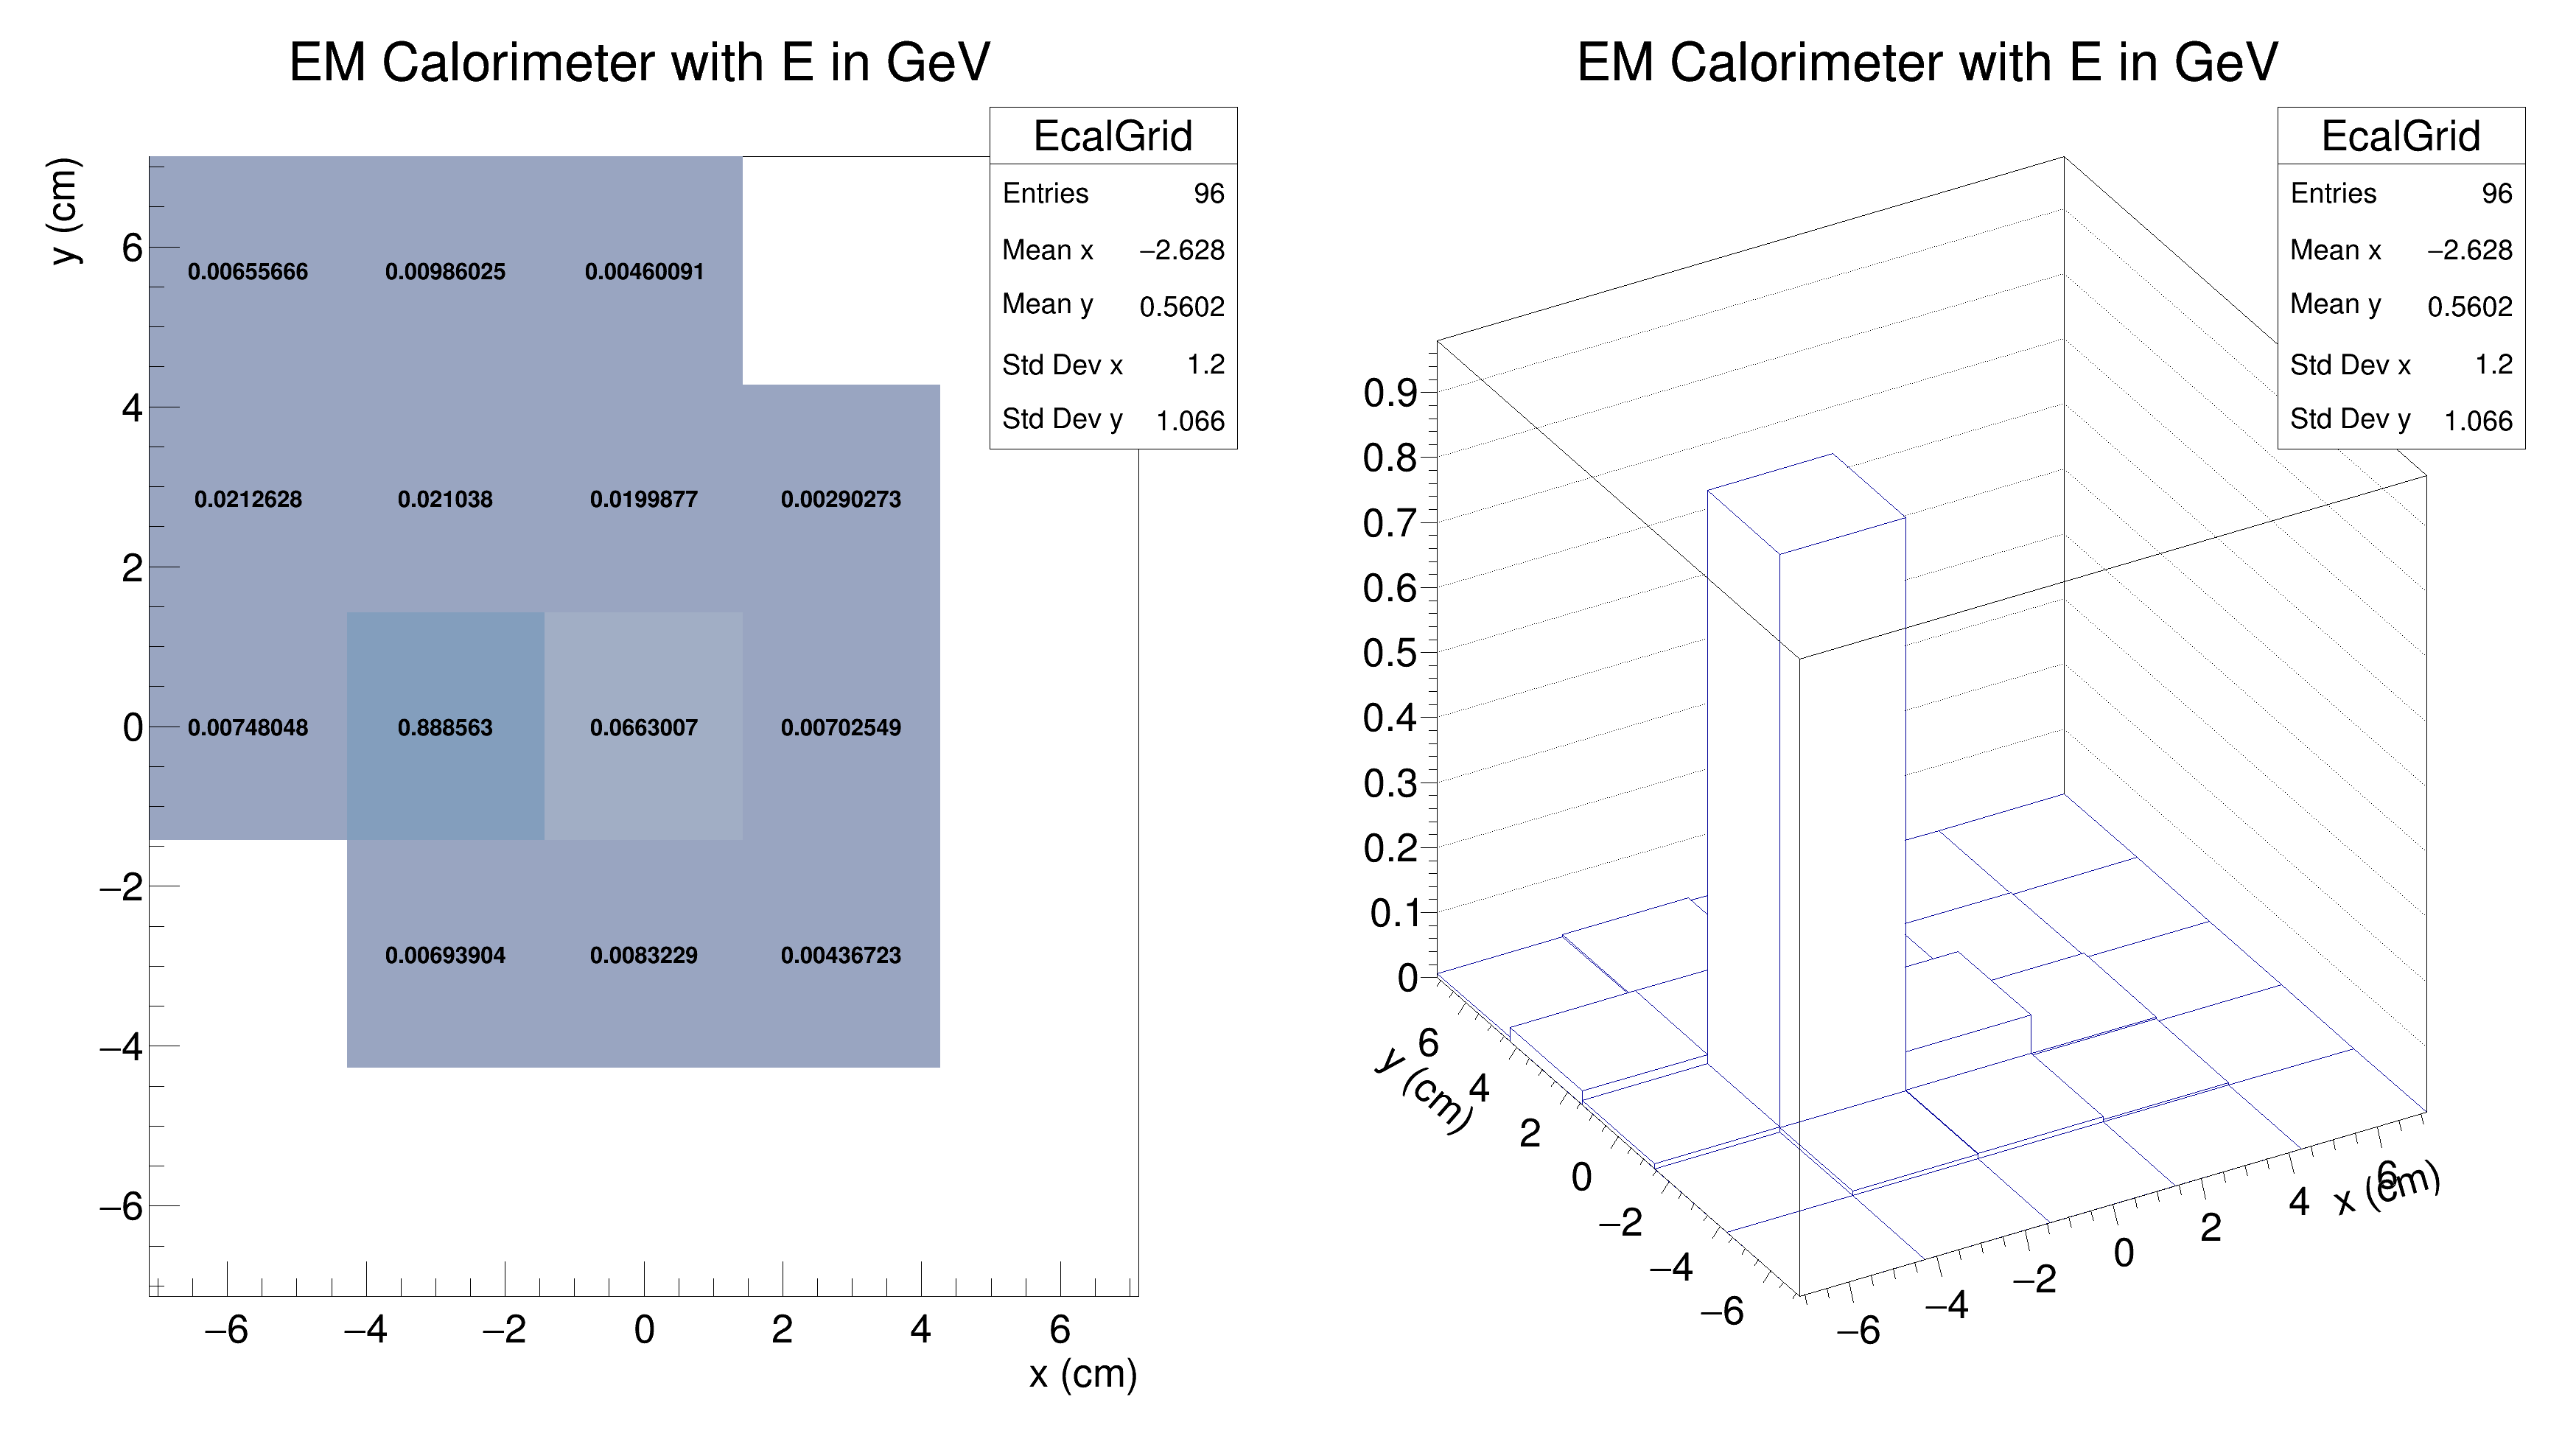 EM Calorimeter with E in GeV
EcalGrid
Entries 96
Mean x −2.628
Mean y 0.5602
Std Dev x 1.2
Std Dev y 1.066
y (cm)
6
4
2
0
−2
−4
−6
0.00655666 0.00986025 0.00460091
0.0212628 0.021038 0.0199877 0.00290273
0.00748048 0.888563 0.0663007 0.00702549
0.00693904 0.0083229 0.00436723
−6 −4 −2 0 2 4 6
x (cm)
EM Calorimeter with E in GeV
EcalGrid
Entries 96
Mean x −2.628
Mean y 0.5602
Std Dev x 1.2
Std Dev y 1.066
0.9
0.8
0.7
0.6
0.5
0.4
0.3
0.2
0.1
0
y (cm)
6
4
2
0
−2
−4
−6
−6 −4 −2 0 2 4 6
x (cm)